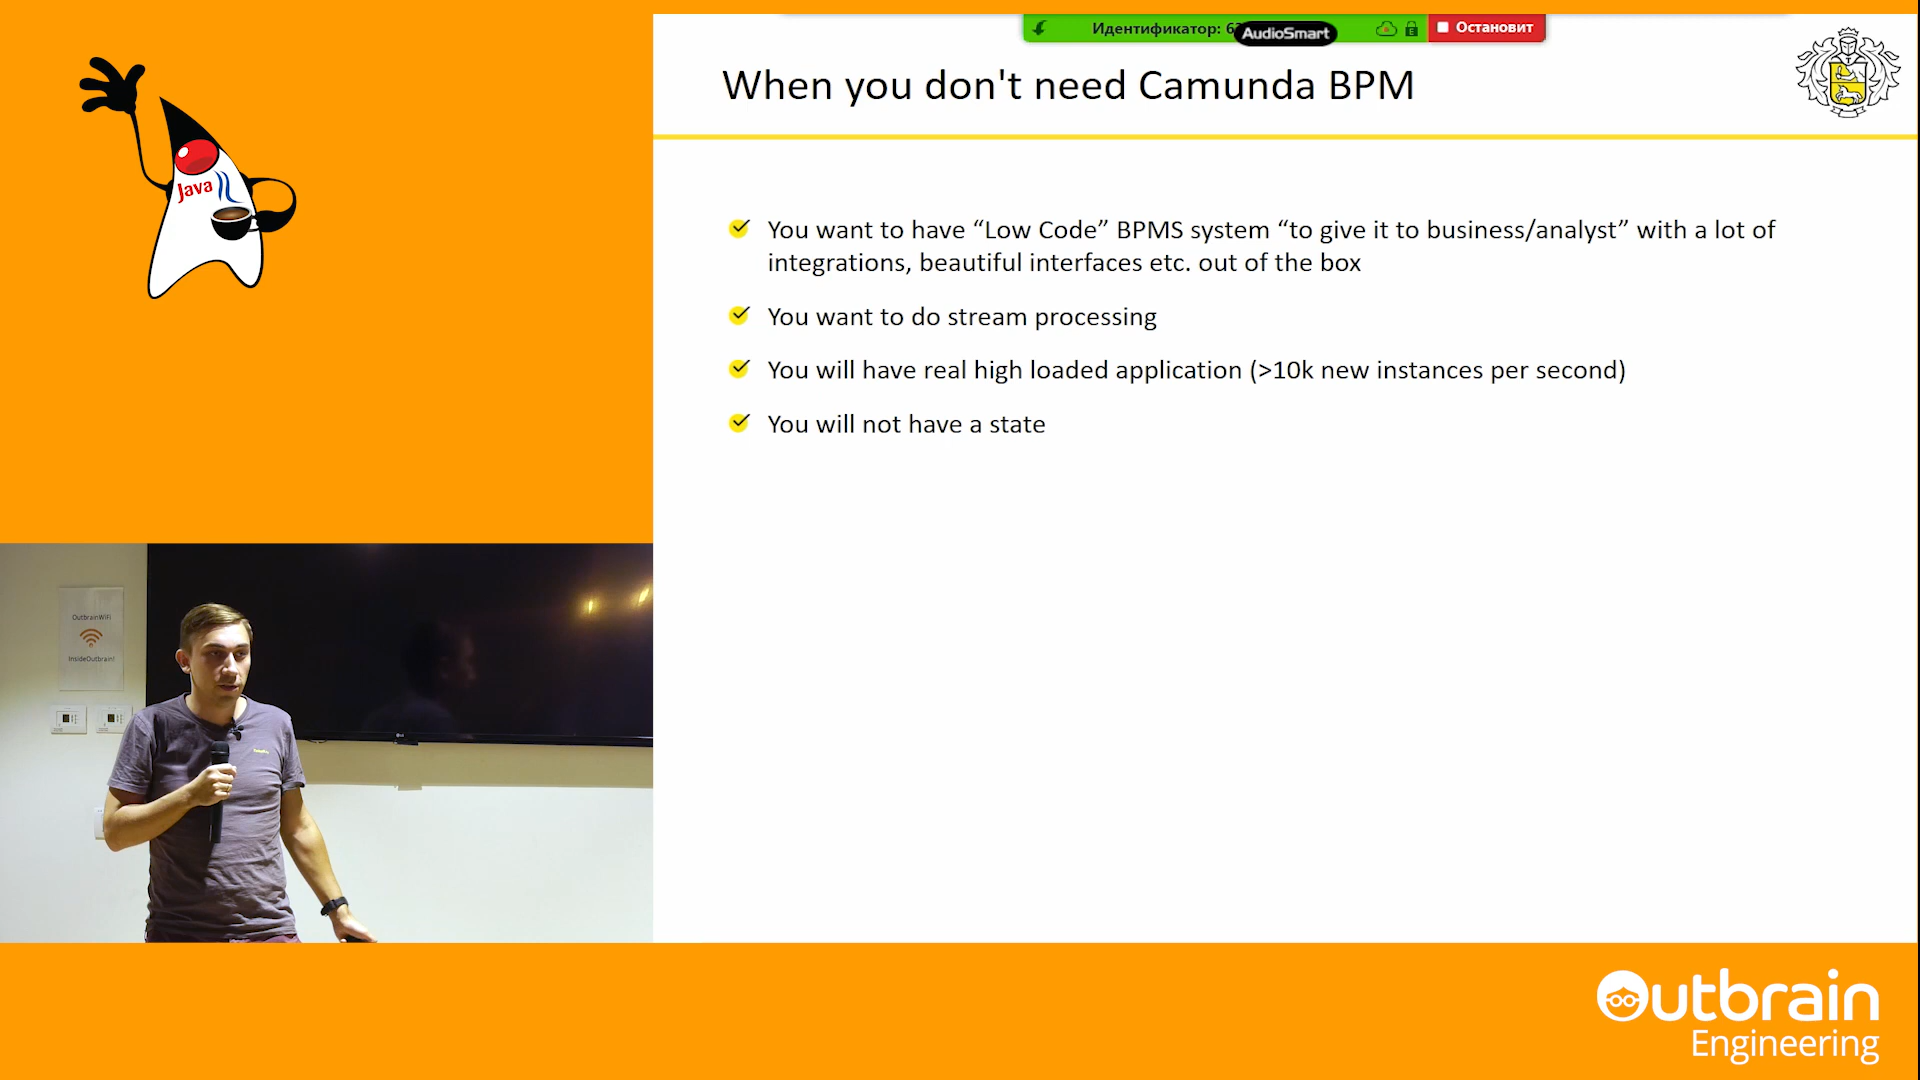 Идентификатор: 6
AudioSmart
Остановит
When you don't need Camunda BPM
Java
You want to have “Low Code” BPMS system “to give it to business/analyst” with a lot of
integrations, beautiful interfaces etc. out of the box
You want to do stream processing
You will have real high loaded application (>10k new instances per second)
You will not have a state
OutbrainWiFi
InsideOutbrain!
Outbrain
Engineering